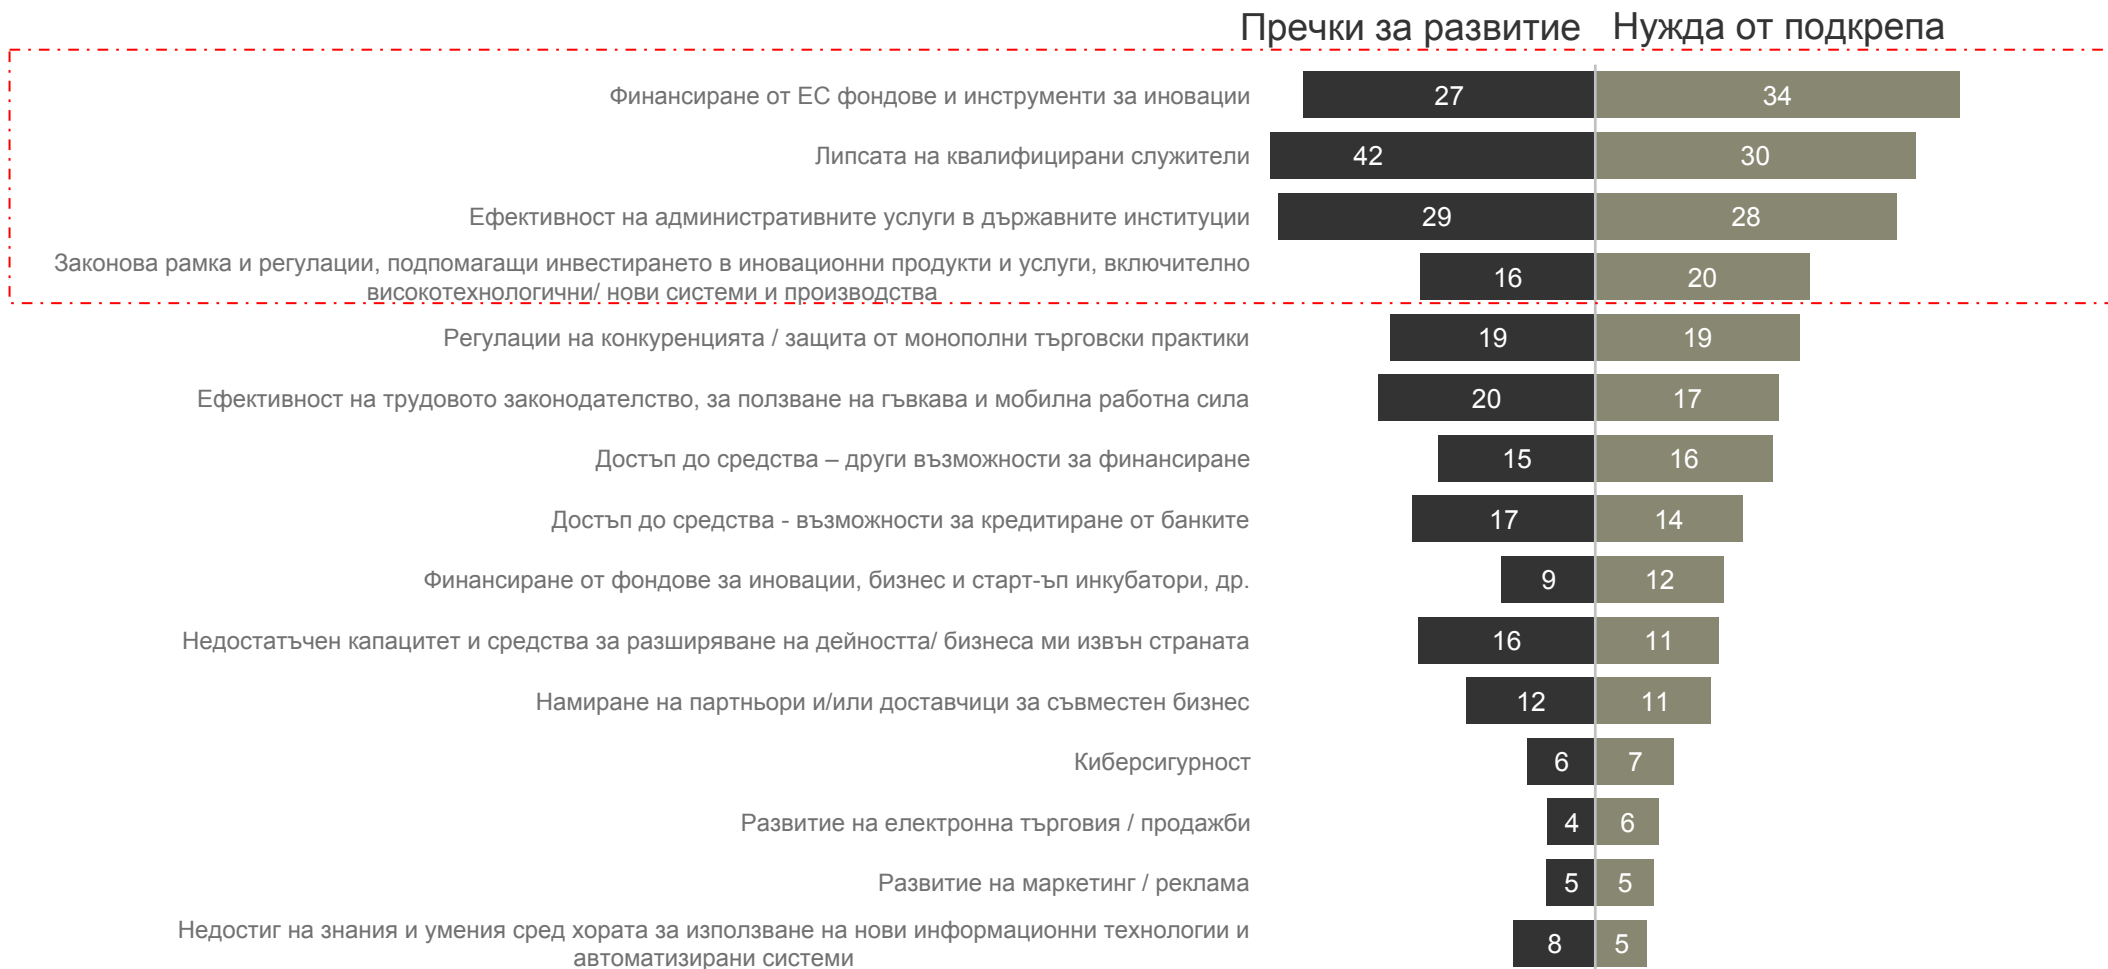 Пречки за развитие Нужда от подкрепа
Финансиране от ЕС фондове и инструменти за иновации 27 34
Липсата на квалифицирани служители 42 30
Ефективност на административните услуги в държавните институции 29 28
Законова рамка и регулации, подпомагащи инвестирането в иновационни продукти и услуги, включително
високотехнологични/ нови системи и производства 16 20
Регулации на конкуренцията / защита от монополни търговски практики 19 19
Ефективност на трудовото законодателство, за ползване на гъвкава и мобилна работна сила 20 17
Достъп до средства – други възможности за финансиране 15 16
Достъп до средства - възможности за кредитиране от банките 17 14
Финансиране от фондове за иновации, бизнес и старт-ъп инкубатори, др. 9 12
Недостатъчен капацитет и средства за разширяване на дейността/ бизнеса ми извън страната 16 11
Намиране на партньори и/или доставчици за съвместен бизнес 12 11
Киберсигурност 6 7
Развитие на електронна търговия / продажби 4 6
Развитие на маркетинг / реклама 5 5
Недостиг на знания и умения сред хората за използване на нови информационни технологии и
автоматизирани системи 8 5